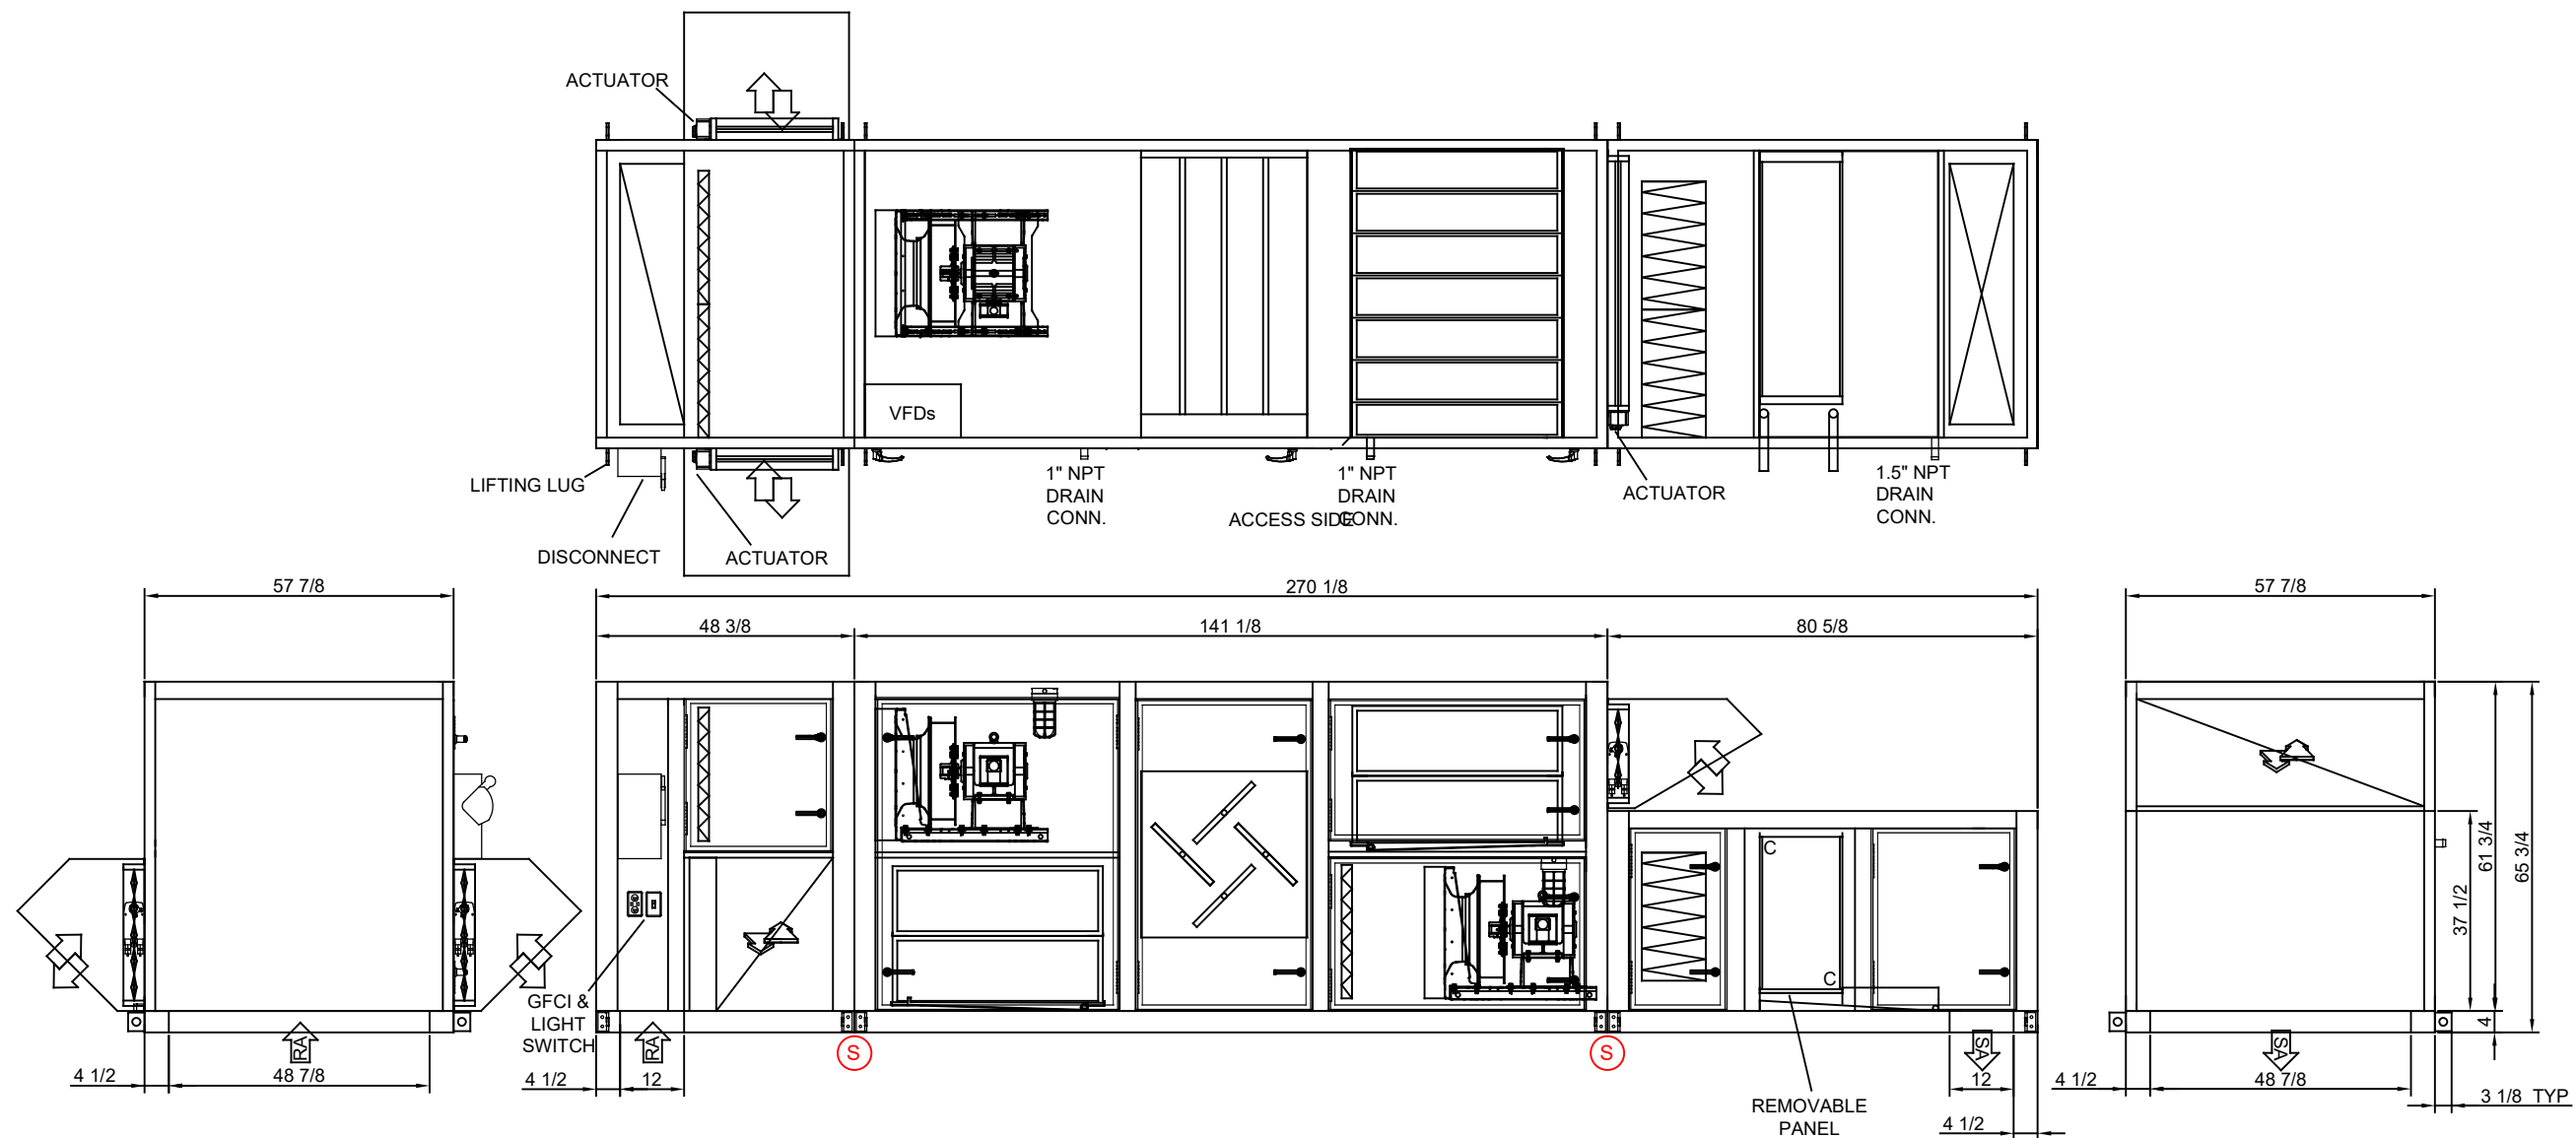 ACTUATOR
VFDs
LIFTING LUG
DISCONNECT
ACTUATOR
1" NPT
DRAIN
CONN.
ACCESS SIDE
1" NPT
DRAIN
CONN.
ACTUATOR
1.5" NPT
DRAIN
CONN.
57 7/8
270 1/8
57 7/8
48 3/8
141 1/8
80 5/8
C
C
GFCI &
LIGHT
SWITCH
RA
RA
S
S
SA
SA
37 1/2
61 3/4
65 3/4
4
4 1/2
48 7/8
4 1/2
12
REMOVABLE
PANEL
12
4 1/2
4 1/2
48 7/8
3 1/8 TYP